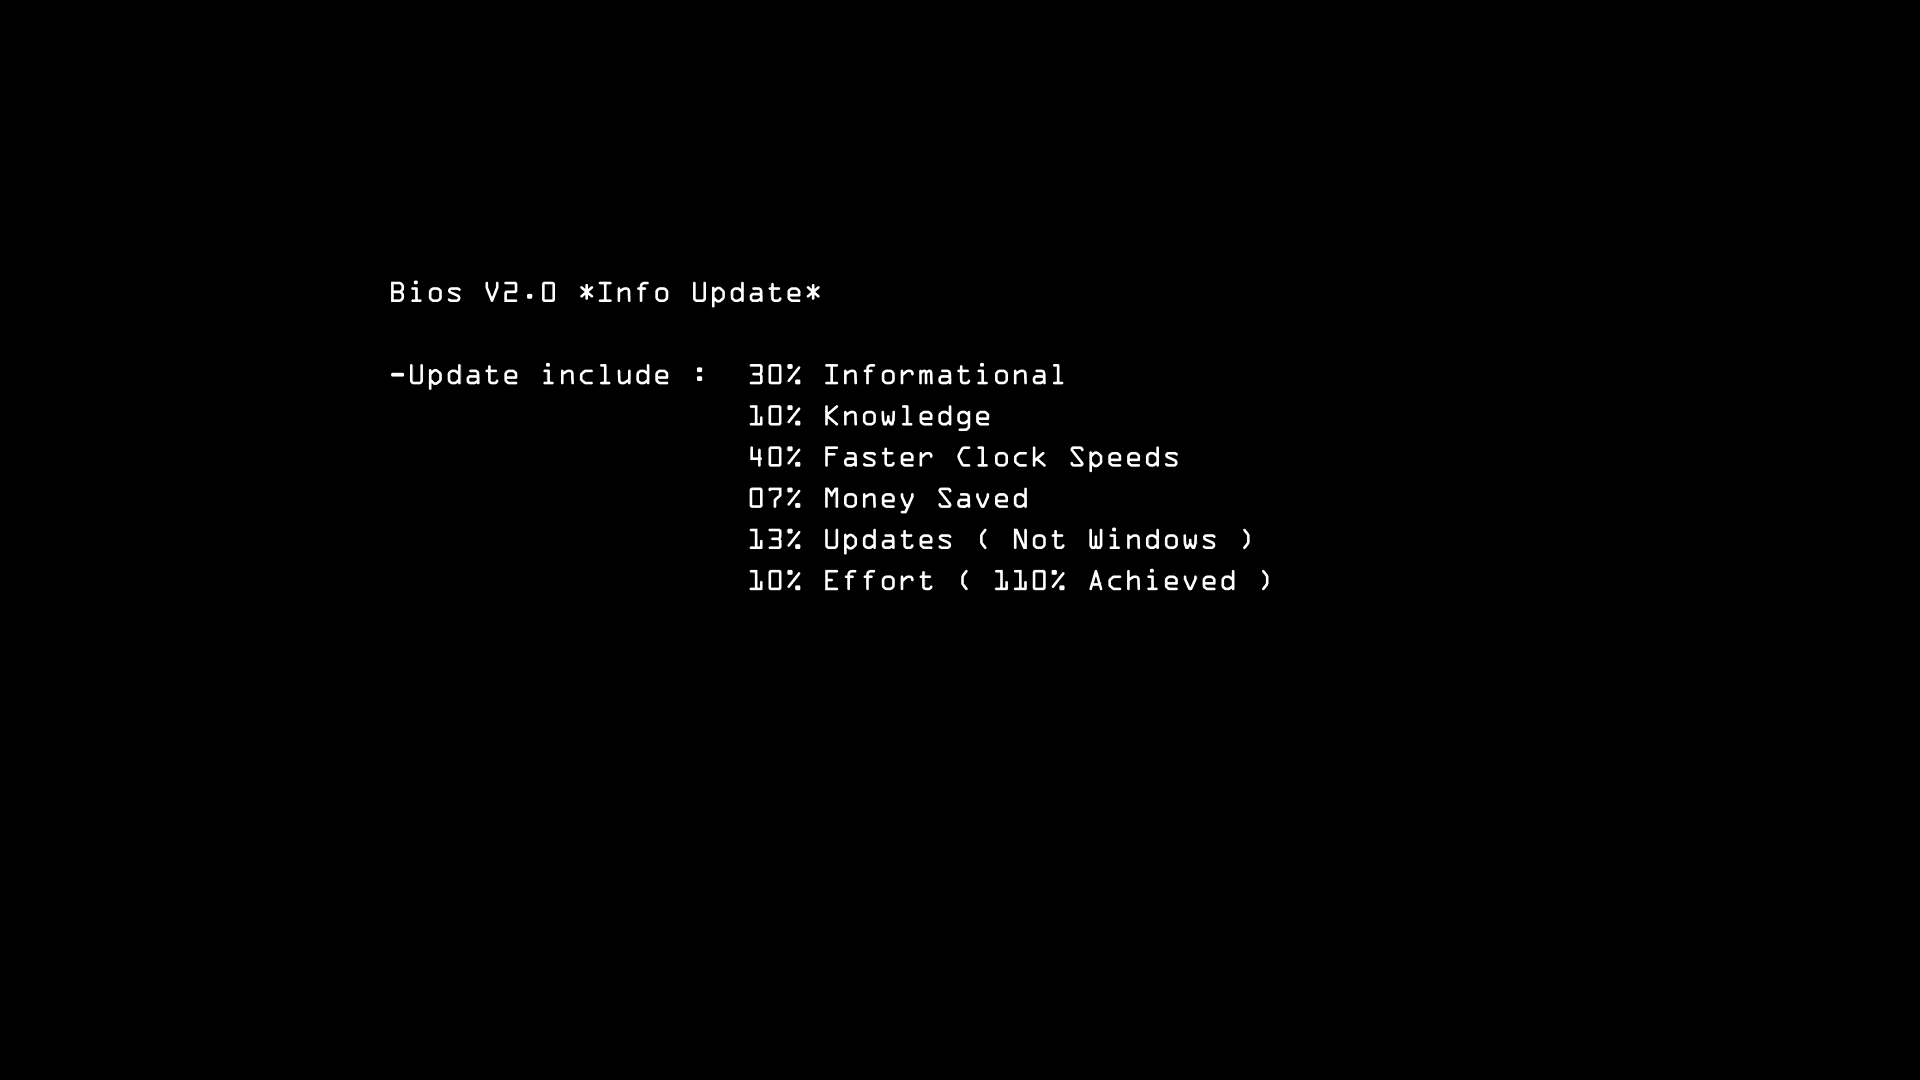 Bios V2.0 *Info Update*
-Update include : 30% Informational
10% Knowledge
40% Faster Clock Speeds
07% Money Saved
13% Updates ( Not Windows )
10% Effort ( 110% Achieved )